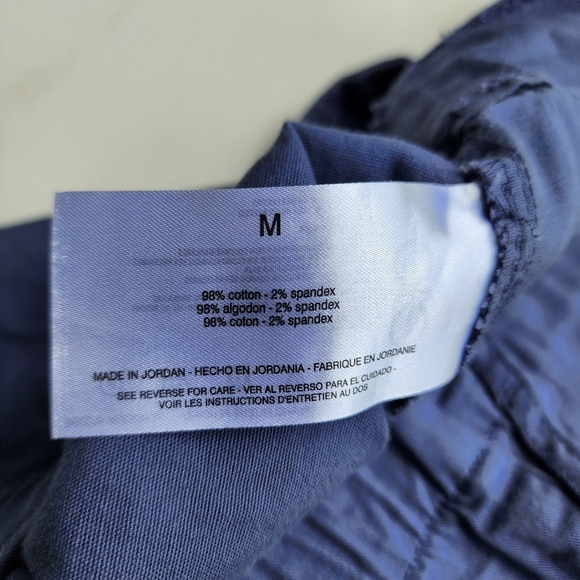 M
98% cotton - 2% spandex
98% algodon - 2% spandex
98% coton - 2% spandex
MADE IN JORDAN - HECHO EN JORDANIA - FABRIQUE EN JORDANIE
SEE REVERSE FOR CARE - VER AL REVERSO PARA EL CUIDADO -
VOIR LES INSTRUCTIONS D'ENTRETIEN AU DOS